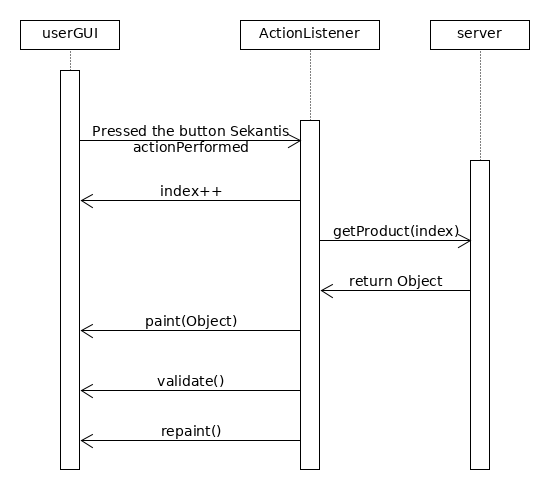 userGUI
ActionListener
server
Pressed the button Sekantis
actionPerformed
index++
getProduct(index)
return Object
paint(Object)
validate()
repaint()